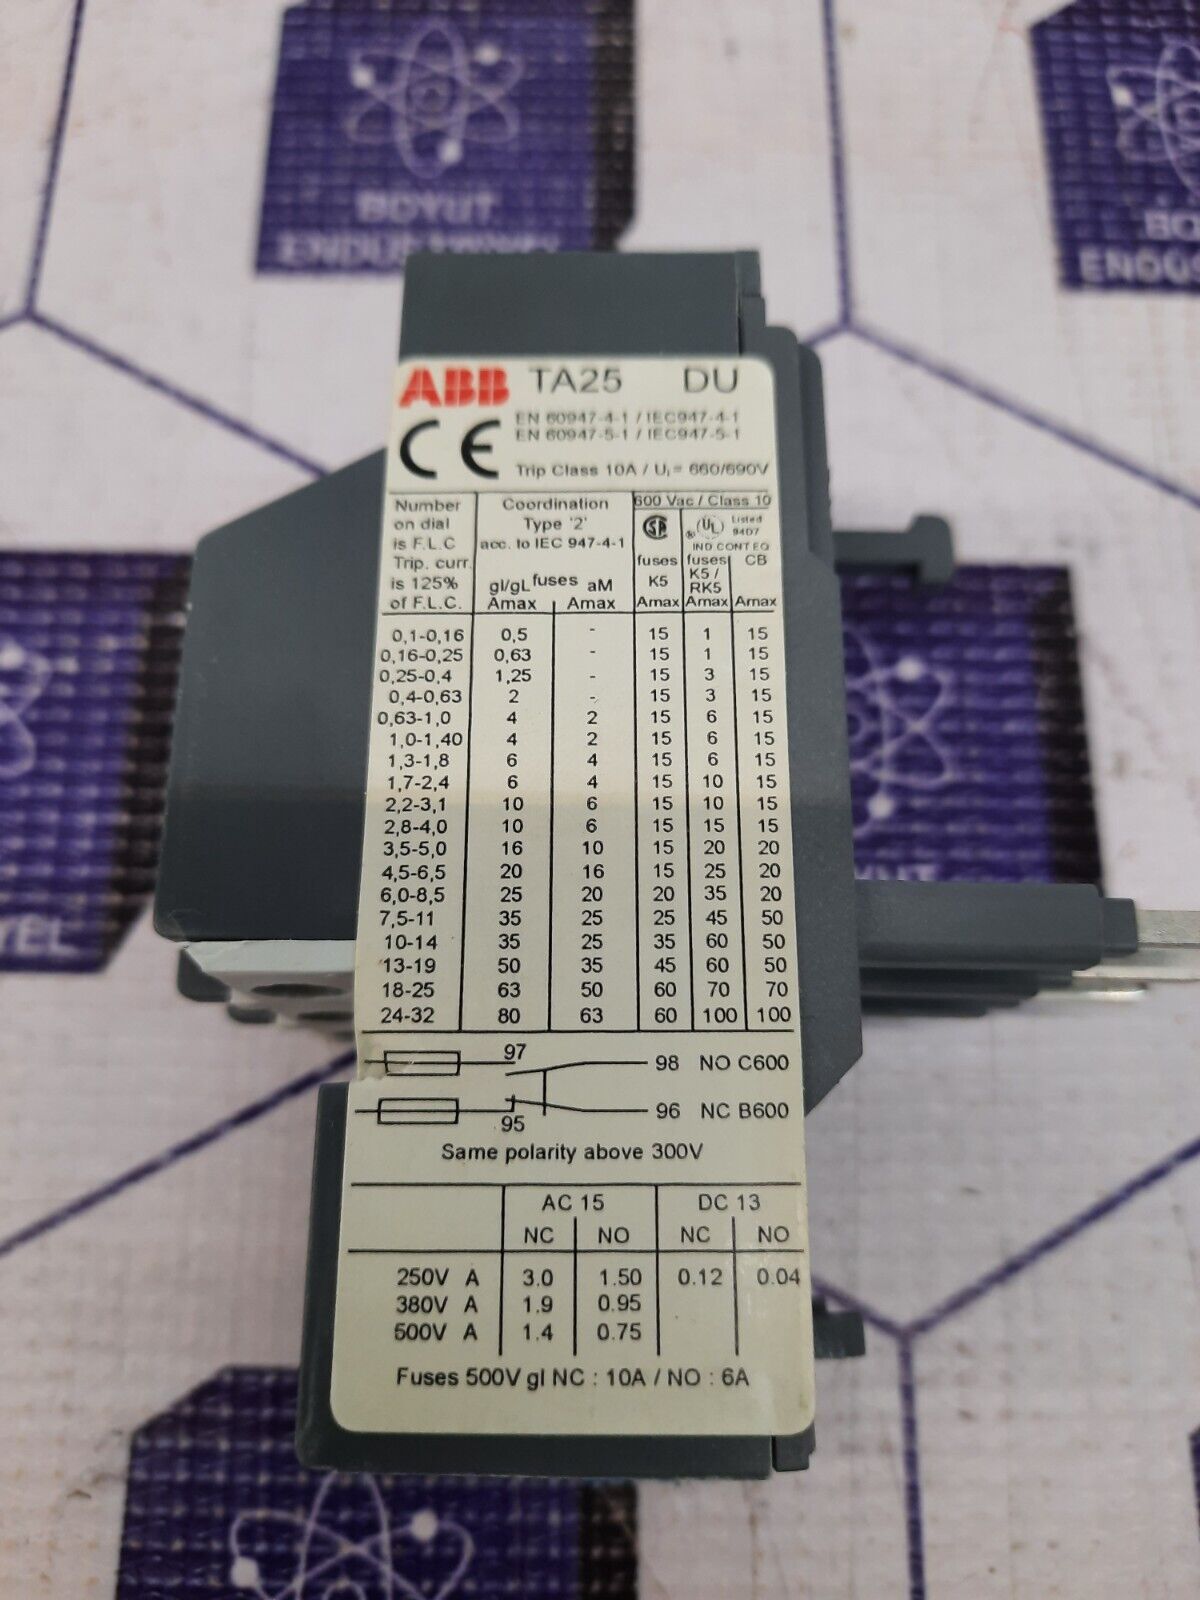 BOYUT
BOYUT
ENDÜS
ABB TA25 DU
EN 60947-4-1 / IEC947-4-1
EN 60947-5-1 / IEC947-5-1
CE
Trip Class 10A / Ui = 660/690V
Number on dial is F.L.C Trip. curr. is 125% of F.L.C.
Coordination Type '2' acc. to IEC 947-4-1
600 Vac / Class 10
SA UL Listed 94D7
IND CONT EQ
gl/gL fuses aM
fuses K5 fuses K5 / RK5 CB
Amax Amax Amax Amax Amax
0,1-0,16 0,5 - 15 1 15
0,16-0,25 0,63 - 15 1 15
0,25-0,4 1,25 - 15 3 15
0,4-0,63 2 - 15 3 15
0,63-1,0 4 2 15 6 15
1,0-1,40 4 2 15 6 15
1,3-1,8 6 4 15 6 15
1,7-2,4 6 4 15 10 15
2,2-3,1 10 6 15 10 15
2,8-4,0 10 6 15 15 15
3,5-5,0 16 10 15 20 20
4,5-6,5 20 16 15 25 20
6,0-8,5 25 20 20 35 20
7,5-11 35 25 25 45 50
10-14 35 25 35 60 50
13-19 50 35 45 60 50
18-25 63 50 60 70 70
24-32 80 63 60 100 100
97 98 NO C600
95 96 NC B600
Same polarity above 300V
AC 15 DC 13
NC NO NC NO
250V A 3.0 1.50 0.12 0.04
380V A 1.9 0.95
500V A 1.4 0.75
Fuses 500V gl NC : 10A / NO : 6A